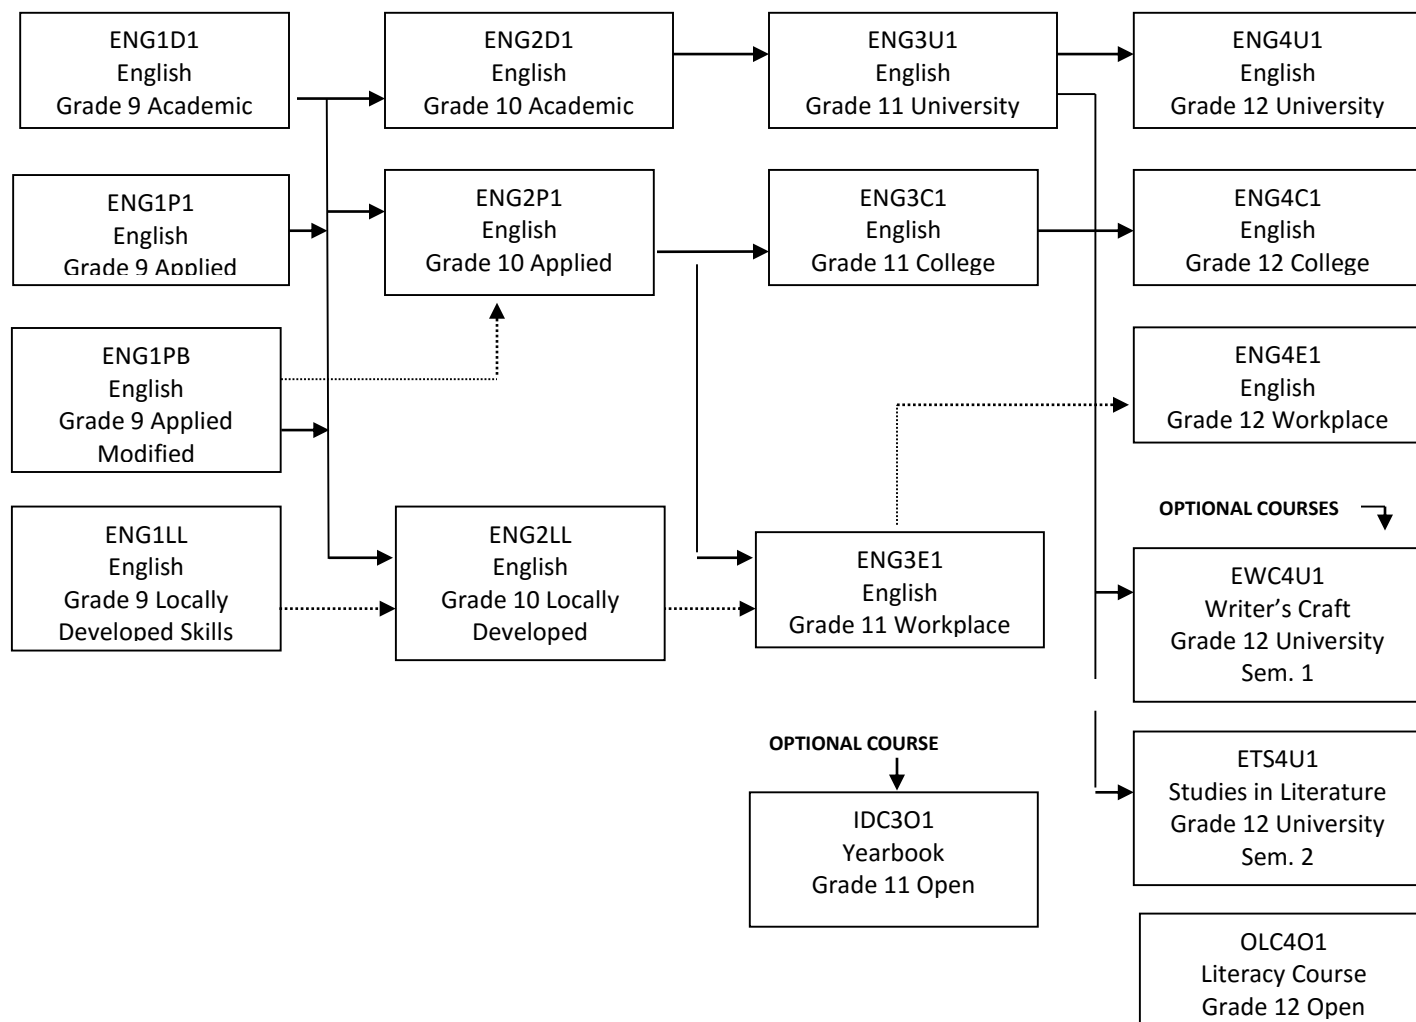 ENG1D1
English
Grade 9 Academic
ENG2D1
English
Grade 10 Academic
ENG3U1
English
Grade 11 University
ENG4U1
English
Grade 12 University
ENG1P1
English
Grade 9 Applied
ENG2P1
English
Grade 10 Applied
ENG3C1
English
Grade 11 College
ENG4C1
English
Grade 12 College
ENG1PB
English
Grade 9 Applied
Modified
ENG4E1
English
Grade 12 Workplace
ENG1LL
English
Grade 9 Locally
Developed Skills
ENG2LL
English
Grade 10 Locally
Developed
ENG3E1
English
Grade 11 Workplace
OPTIONAL COURSES
EWC4U1
Writer’s Craft
Grade 12 University
Sem. 1
OPTIONAL COURSE
IDC3O1
Yearbook
Grade 11 Open
ETS4U1
Studies in Literature
Grade 12 University
Sem. 2
OLC4O1
Literacy Course
Grade 12 Open